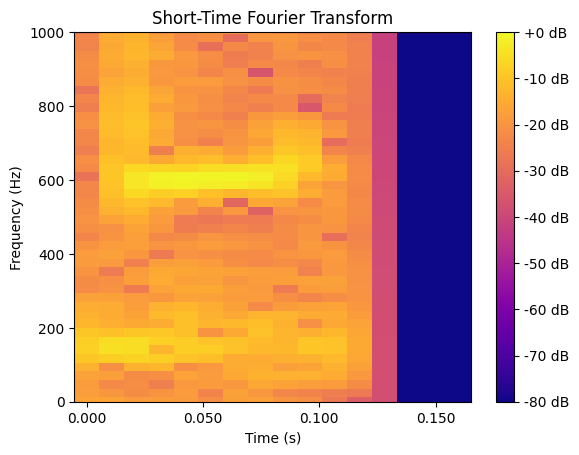 Short-Time Fourier Transform
1000
800
600
400
200
0
Frequency (Hz)
0.000
0.050
0.100
0.150
Time (s)
+0 dB
-10 dB
-20 dB
-30 dB
-40 dB
-50 dB
-60 dB
-70 dB
-80 dB